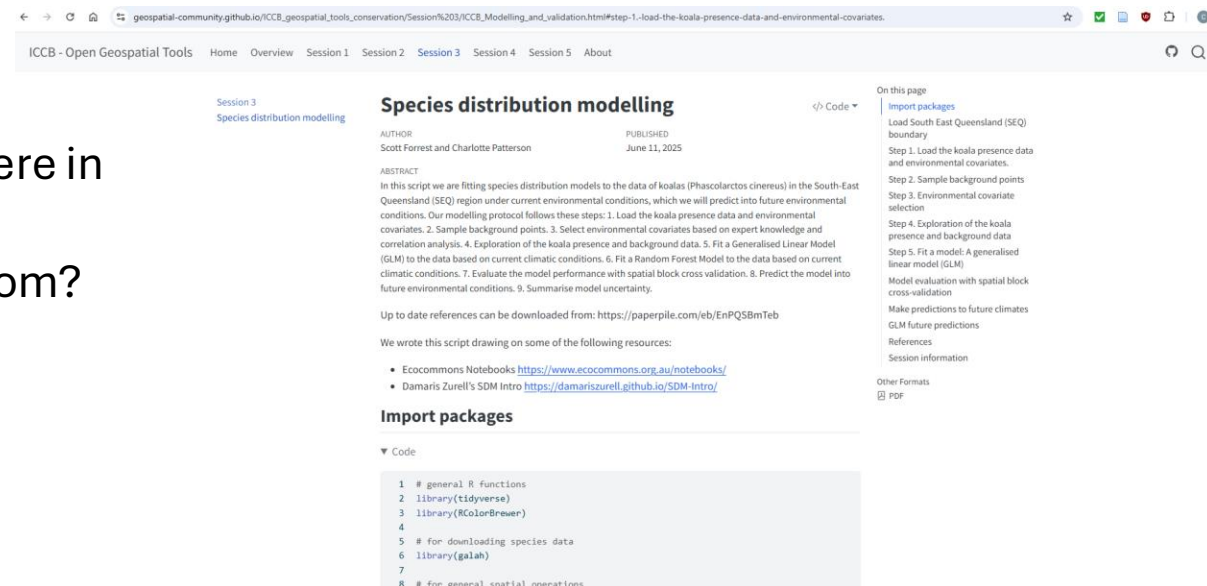 geospatial-community.github.io/ICCB_geospatial_tools_conservation/Session%203/ICCB_Modelling_and_validation.html#step-1.-load-the-koala-presence-data-and-environmental-covariates.
ICCB - Open Geospatial Tools Home Overview Session 1 Session 2 Session 3 Session 4 Session 5 About
ere in
om?
Session 3
Species distribution modelling
Species distribution modelling
</> Code
AUTHOR
Scott Forrest and Charlotte Patterson
PUBLISHED
June 11, 2025
ABSTRACT
In this script we are fitting species distribution models to the data of koalas (Phascolarctos cinereus) in the South-East
Queensland (SEQ) region under current environmental conditions, which we will predict into future environmental
conditions. Our modelling protocol follows these steps: 1. Load the koala presence data and environmental
covariates. 2. Sample background points. 3. Select environmental covariates based on expert knowledge and
correlation analysis. 4. Exploration of the koala presence and background data. 5. Fit a Generalised Linear Model
(GLM) to the data based on current climatic conditions. 6. Fit a Random Forest Model to the data based on current
climatic conditions. 7. Evaluate the model performance with spatial block cross validation. 8. Predict the model into
future environmental conditions. 9. Summarise model uncertainty.
Up to date references can be downloaded from: https://paperpile.com/eb/EnPQSBmTeb
We wrote this script drawing on some of the following resources:
• Ecocommons Notebooks https://www.ecocommons.org.au/notebooks/
• Damaris Zurell's SDM Intro https://damariszurell.github.io/SDM-Intro/
Import packages
Code
1 # general R functions
2 library(tidyverse)
3 library(RColorBrewer)
4
5 # for downloading species data
6 library(galah)
7
8 # for general spatial operations
On this page
Import packages
Load South East Queensland (SEQ)
boundary
Step 1. Load the koala presence data
and environmental covariates.
Step 2. Sample background points
Step 3. Environmental covariate
selection
Step 4. Exploration of the koala
presence and background data
Step 5. Fit a model: A generalised
linear model (GLM)
Model evaluation with spatial block
cross-validation
Make predictions to future climates
GLM future predictions
References
Session information
Other Formats
PDF